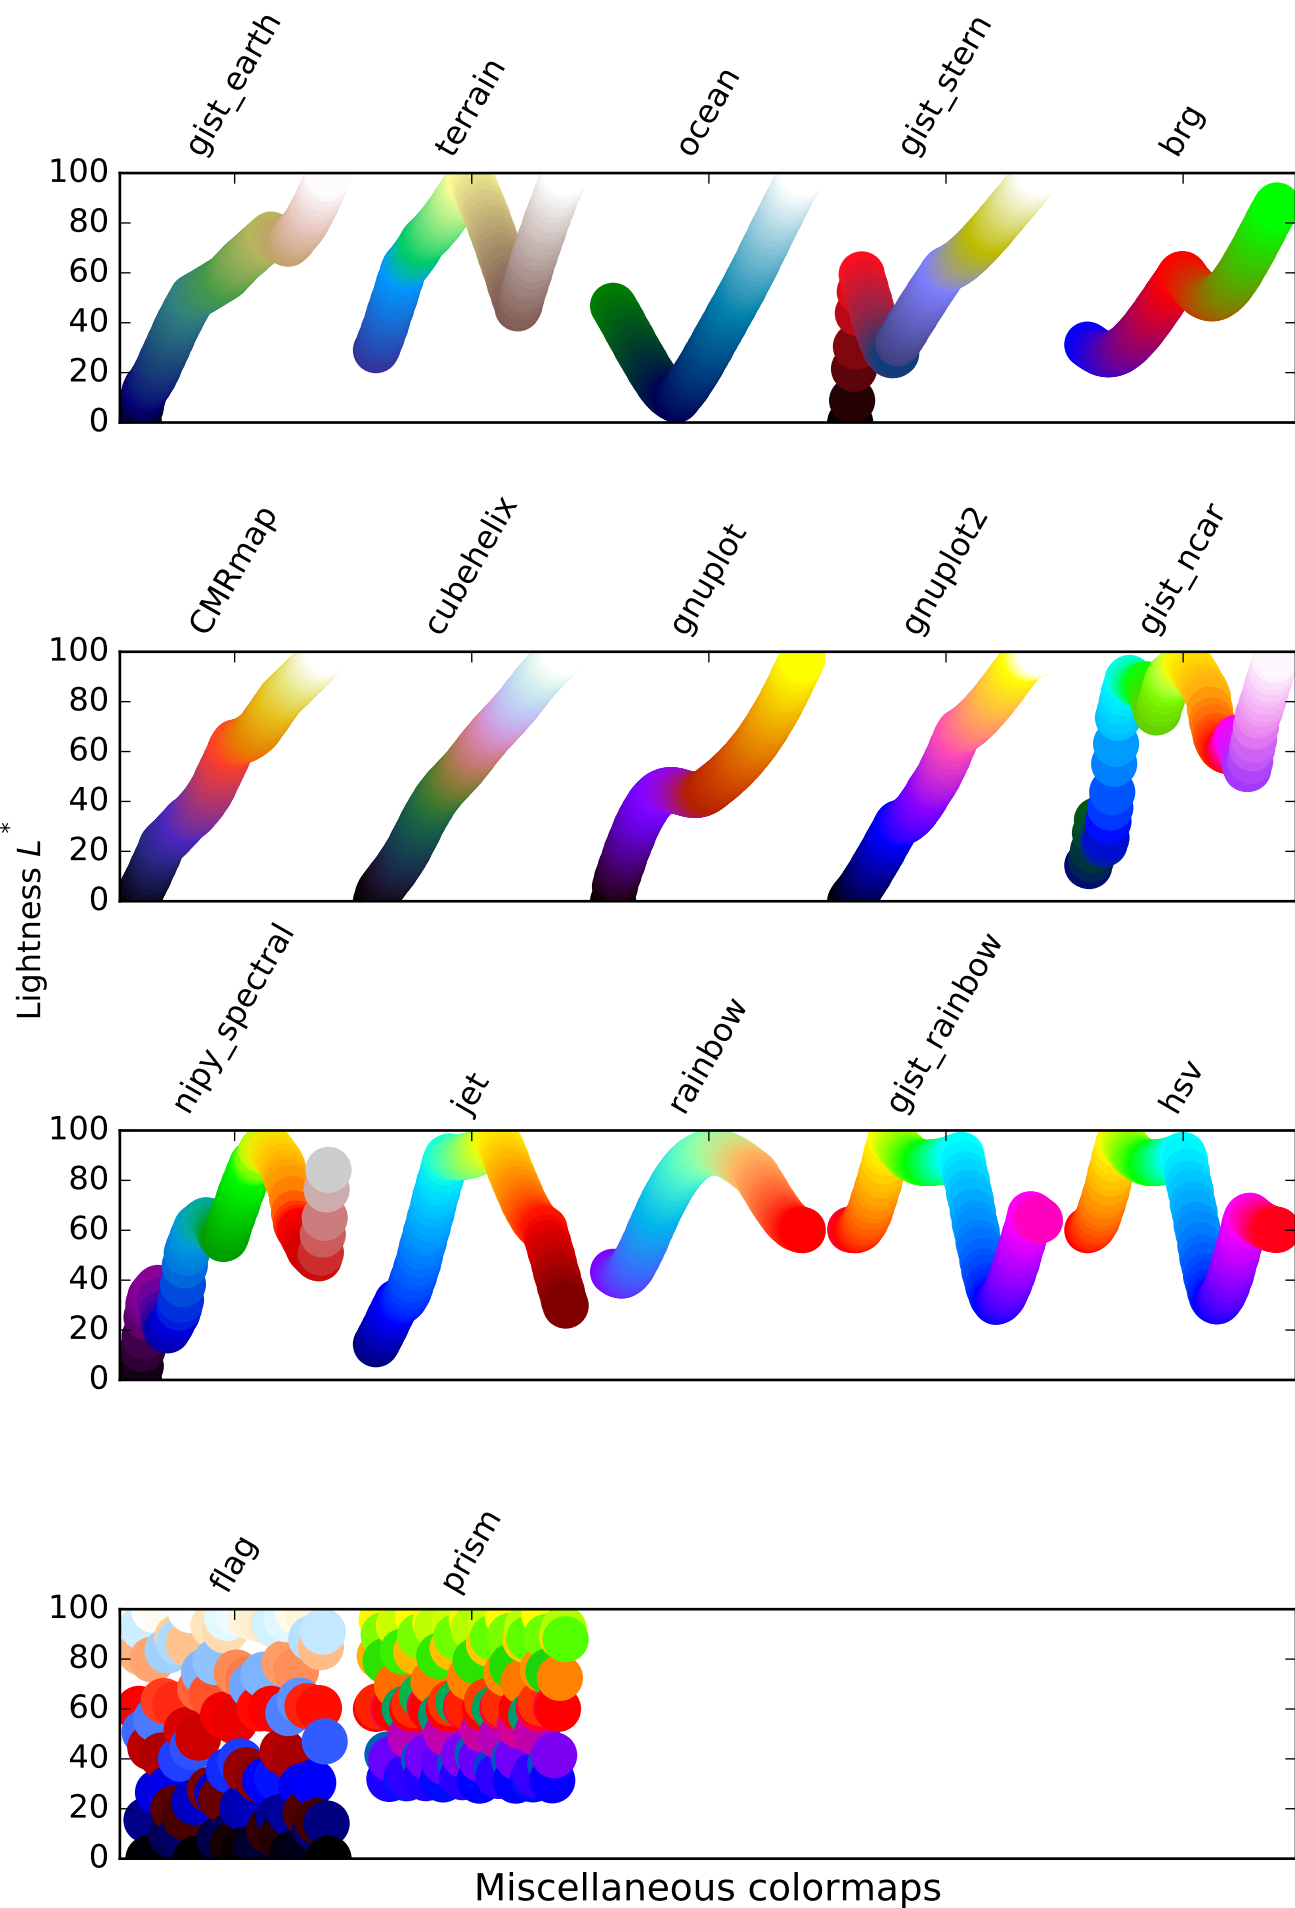 gist_earth
terrain
ocean
gist_stern
brg
100
80
60
40
20
0
CMRmap
cubehelix
gnuplot
gnuplot2
gist_ncar
100
80
60
40
20
0
Lightness L*
nipy_spectral
jet
rainbow
gist_rainbow
hsv
100
80
60
40
20
0
flag
prism
100
80
60
40
20
0
Miscellaneous colormaps